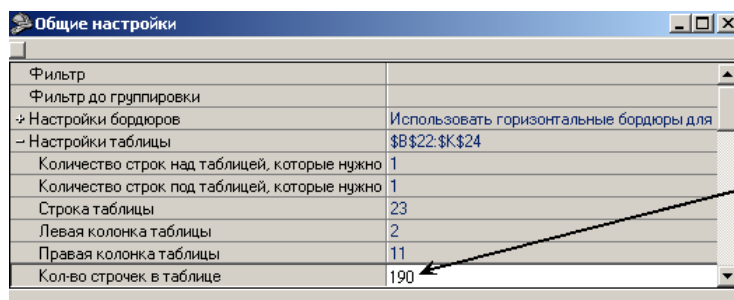 Общие настройки
Фильтр
Фильтр до группировки
Настройки бордюров Использовать горизонтальные бордюры для
Настройки таблицы $B$22:$K$24
Количество строк над таблицей, которые нужно 1
Количество строк под таблицей, которые нужно 1
Строка таблицы 23
Левая колонка таблицы 2
Правая колонка таблицы 11
Кол-во строчек в таблице 190